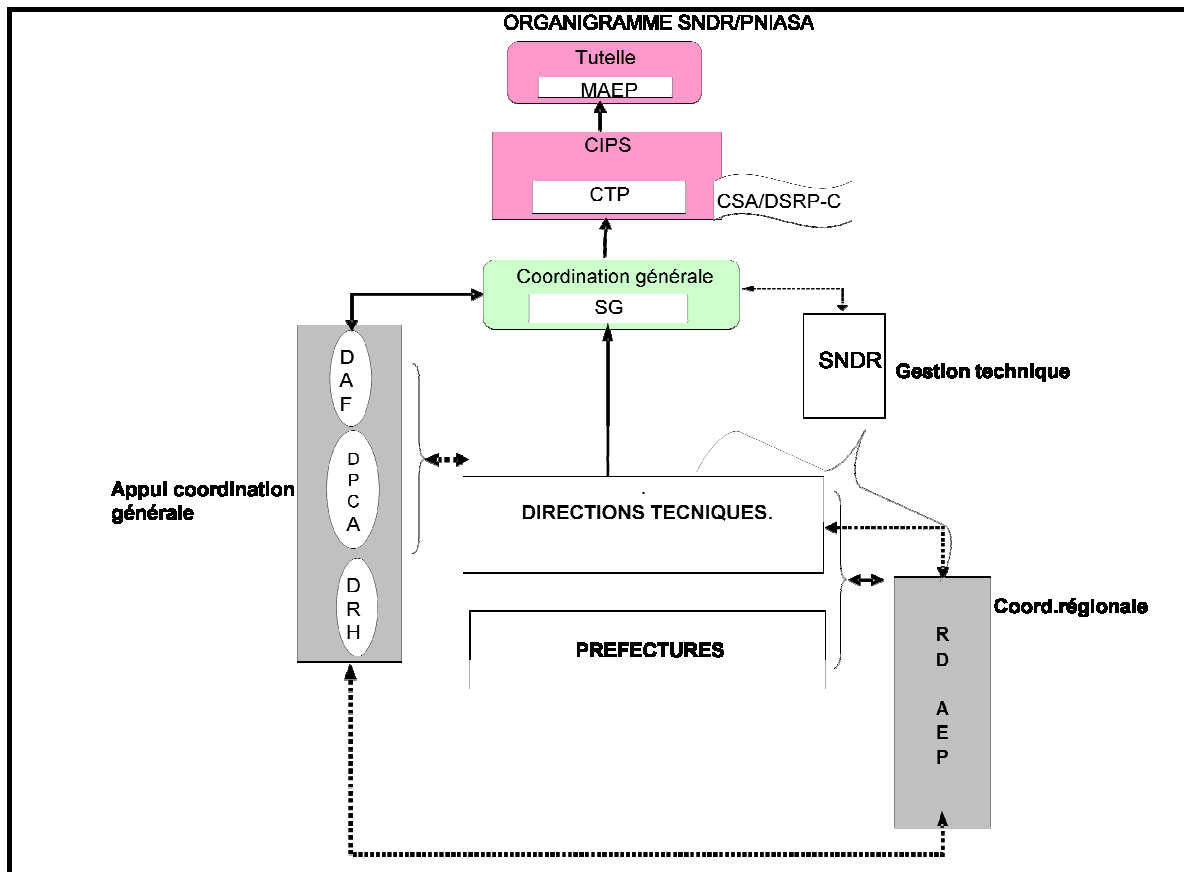 ORGANIGRAMME SNDR/PNIASA
Tutelle
MAEP
CIPS
CTP
CSA/DSRP-C
Coordination générale
SG
SNDR
Gestion technique
D
A
F
D
P
C
A
D
R
H
Appui coordination
générale
DIRECTIONS TECNIQUES.
PREFECTURES
Coord.régionale
R
D
A
E
P